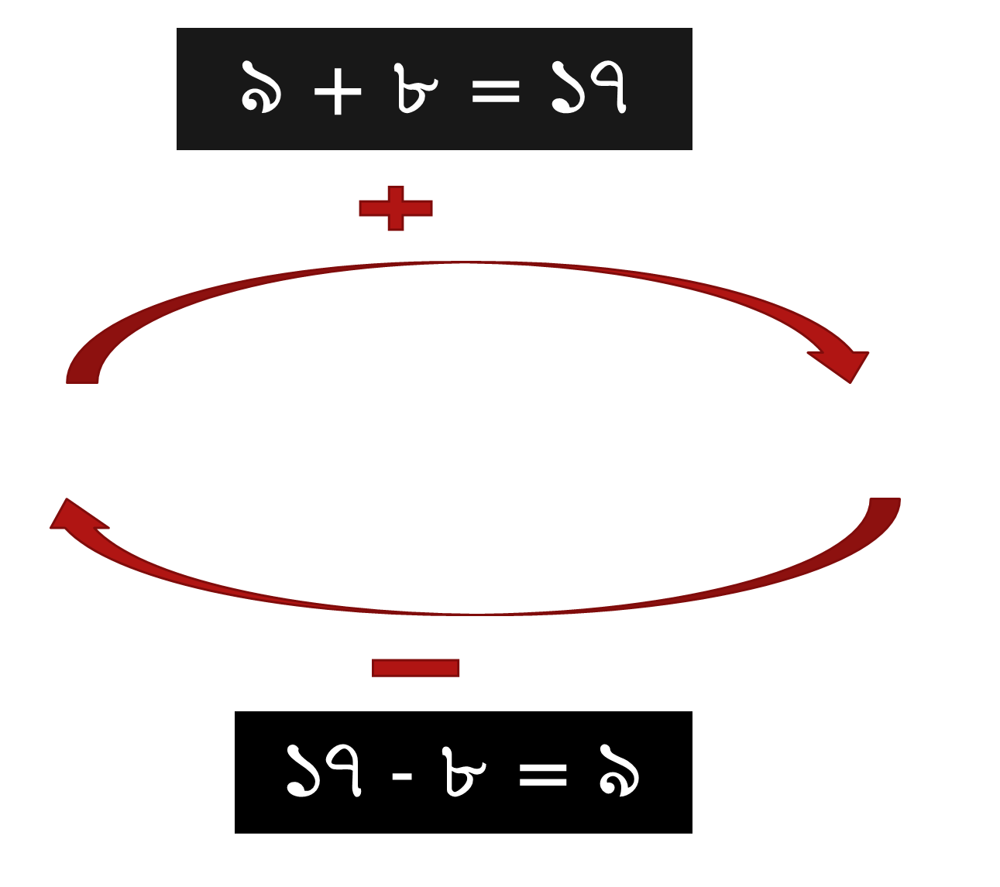 ৯ + ৮ = ১৭
+
১৭ - ৮ = ৯